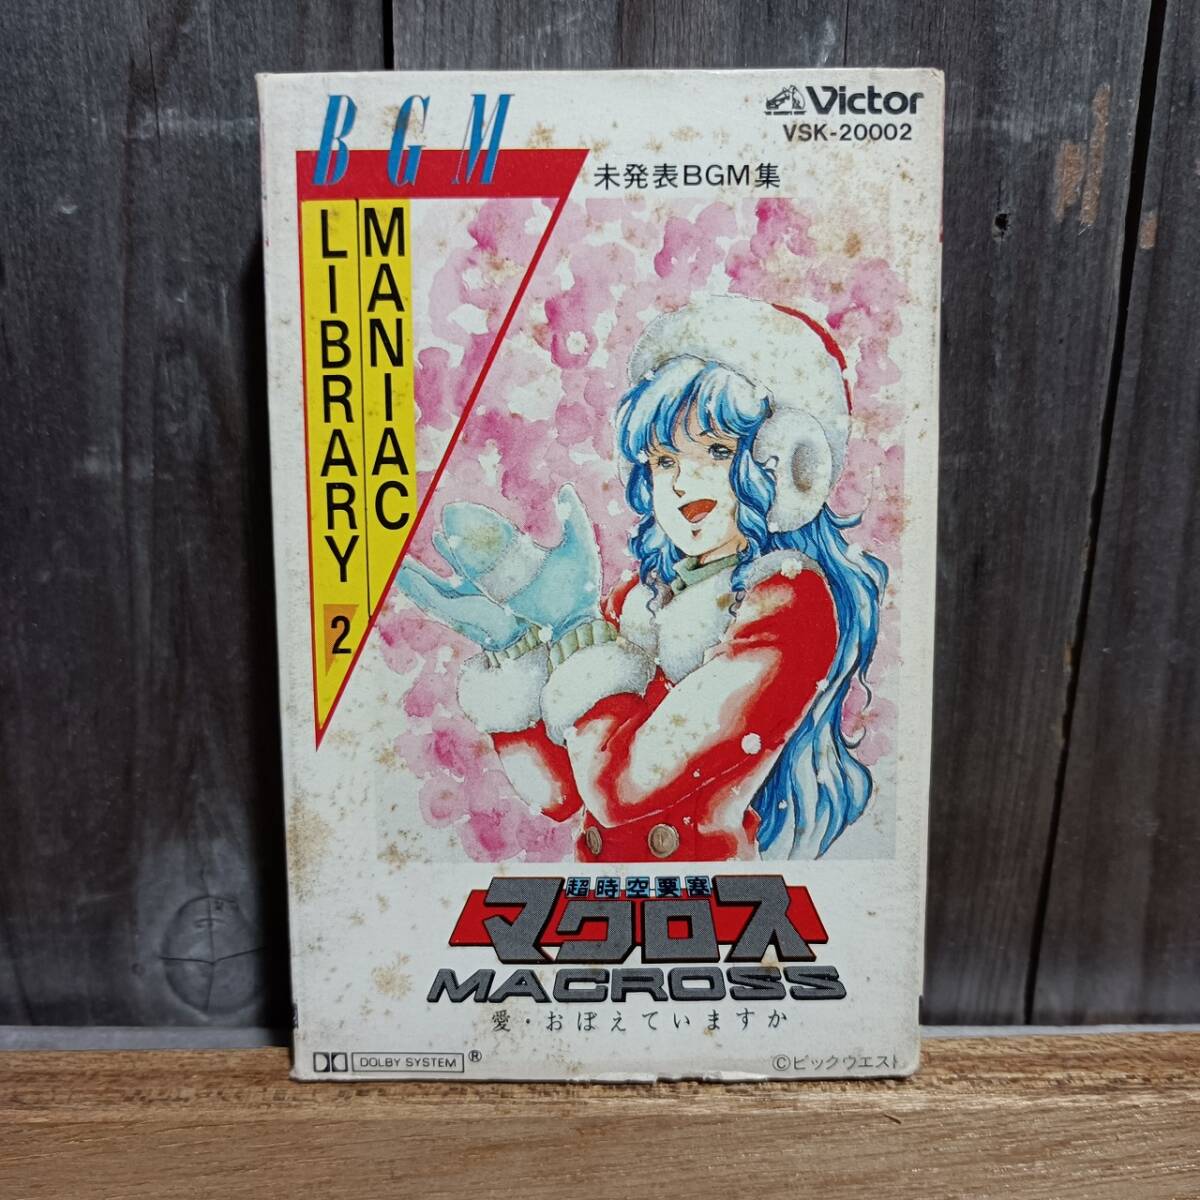 BGM
Victor
VSK-20002
未発表BGM集
MANIAC
LIBRARY
2
超時空要塞
マクロス
MACROSS
愛・おぼえていますか
DOLBY SYSTEM ®
©ビックウエスト